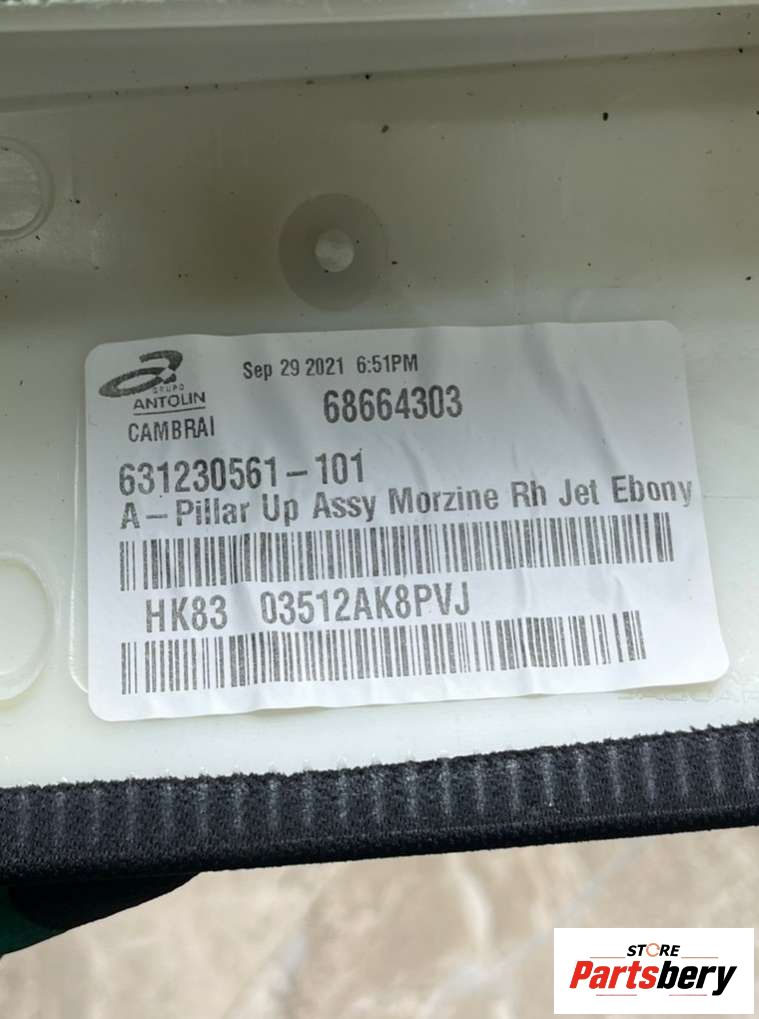 GRUPO
ANTOLIN
CAMBRAI
Sep 29 2021 6:51PM
68664303
631230561-101
A-Pillar Up Assy Morzine Rh Jet Ebony
HK83 03512AK8PVJ
JAGUAR
STORE
Partsbery